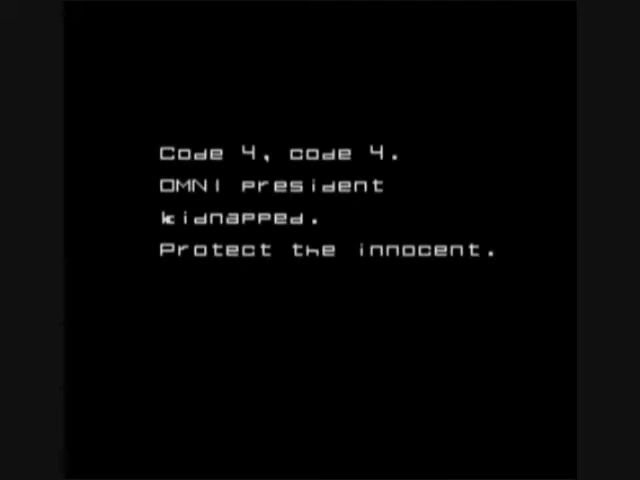 Code 4, code 4.
OMNI president
kidnapped.
Protect the innocent.